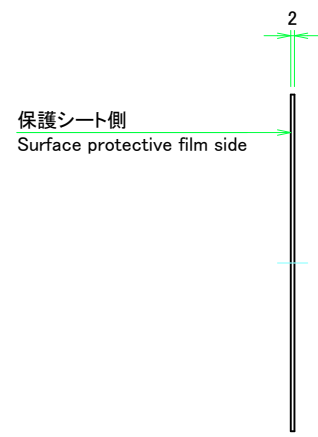 2
保護シート側
Surface protective film side